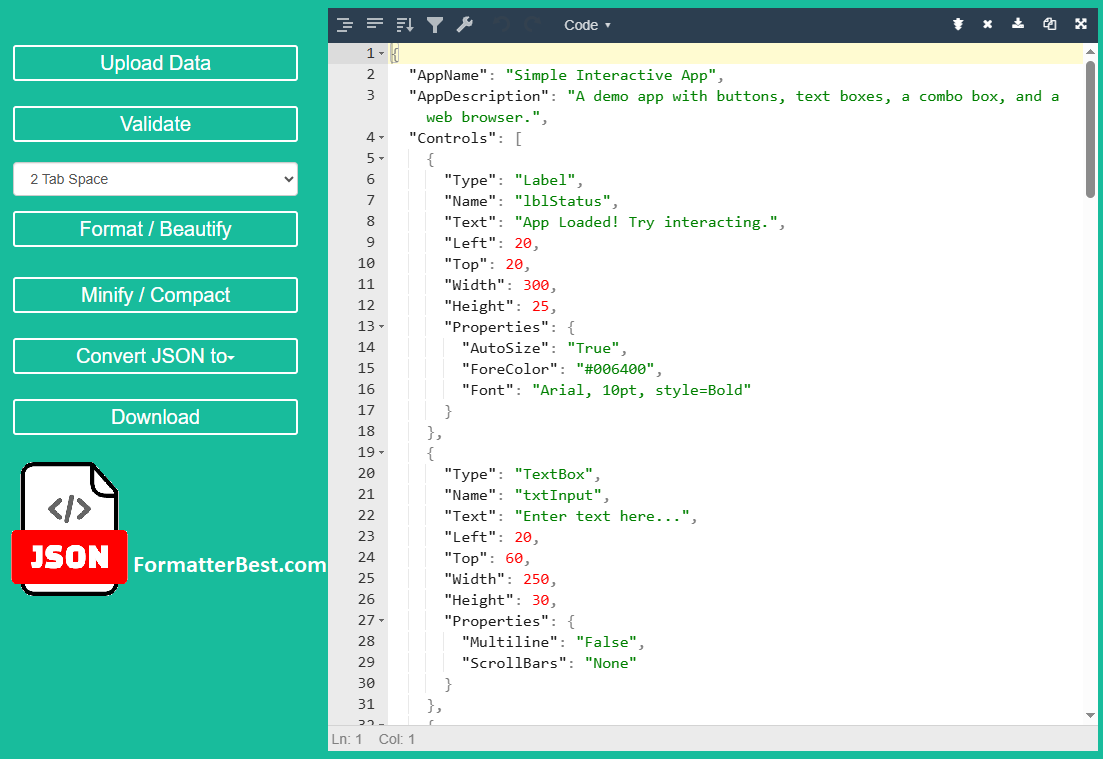 Upload Data
Validate
2 Tab Space
Format / Beautify
Minify / Compact
Convert JSON to
Download
</>
JSON
FormatterBest.com
Code
1 {
2 "AppName": "Simple Interactive App",
3 "AppDescription": "A demo app with buttons, text boxes, a combo box, and a
web browser.",
4 "Controls": [
5 {
6 "Type": "Label",
7 "Name": "lblStatus",
8 "Text": "App Loaded! Try interacting.",
9 "Left": 20,
10 "Top": 20,
11 "Width": 300,
12 "Height": 25,
13 "Properties": {
14 "AutoSize": "True",
15 "ForeColor": "#006400",
16 "Font": "Arial, 10pt, style=Bold"
17 }
18 },
19 {
20 "Type": "TextBox",
21 "Name": "txtInput",
22 "Text": "Enter text here...",
23 "Left": 20,
24 "Top": 60,
25 "Width": 250,
26 "Height": 30,
27 "Properties": {
28 "Multiline": "False",
29 "ScrollBars": "None"
30 }
31 },
32 {
Ln: 1 Col: 1